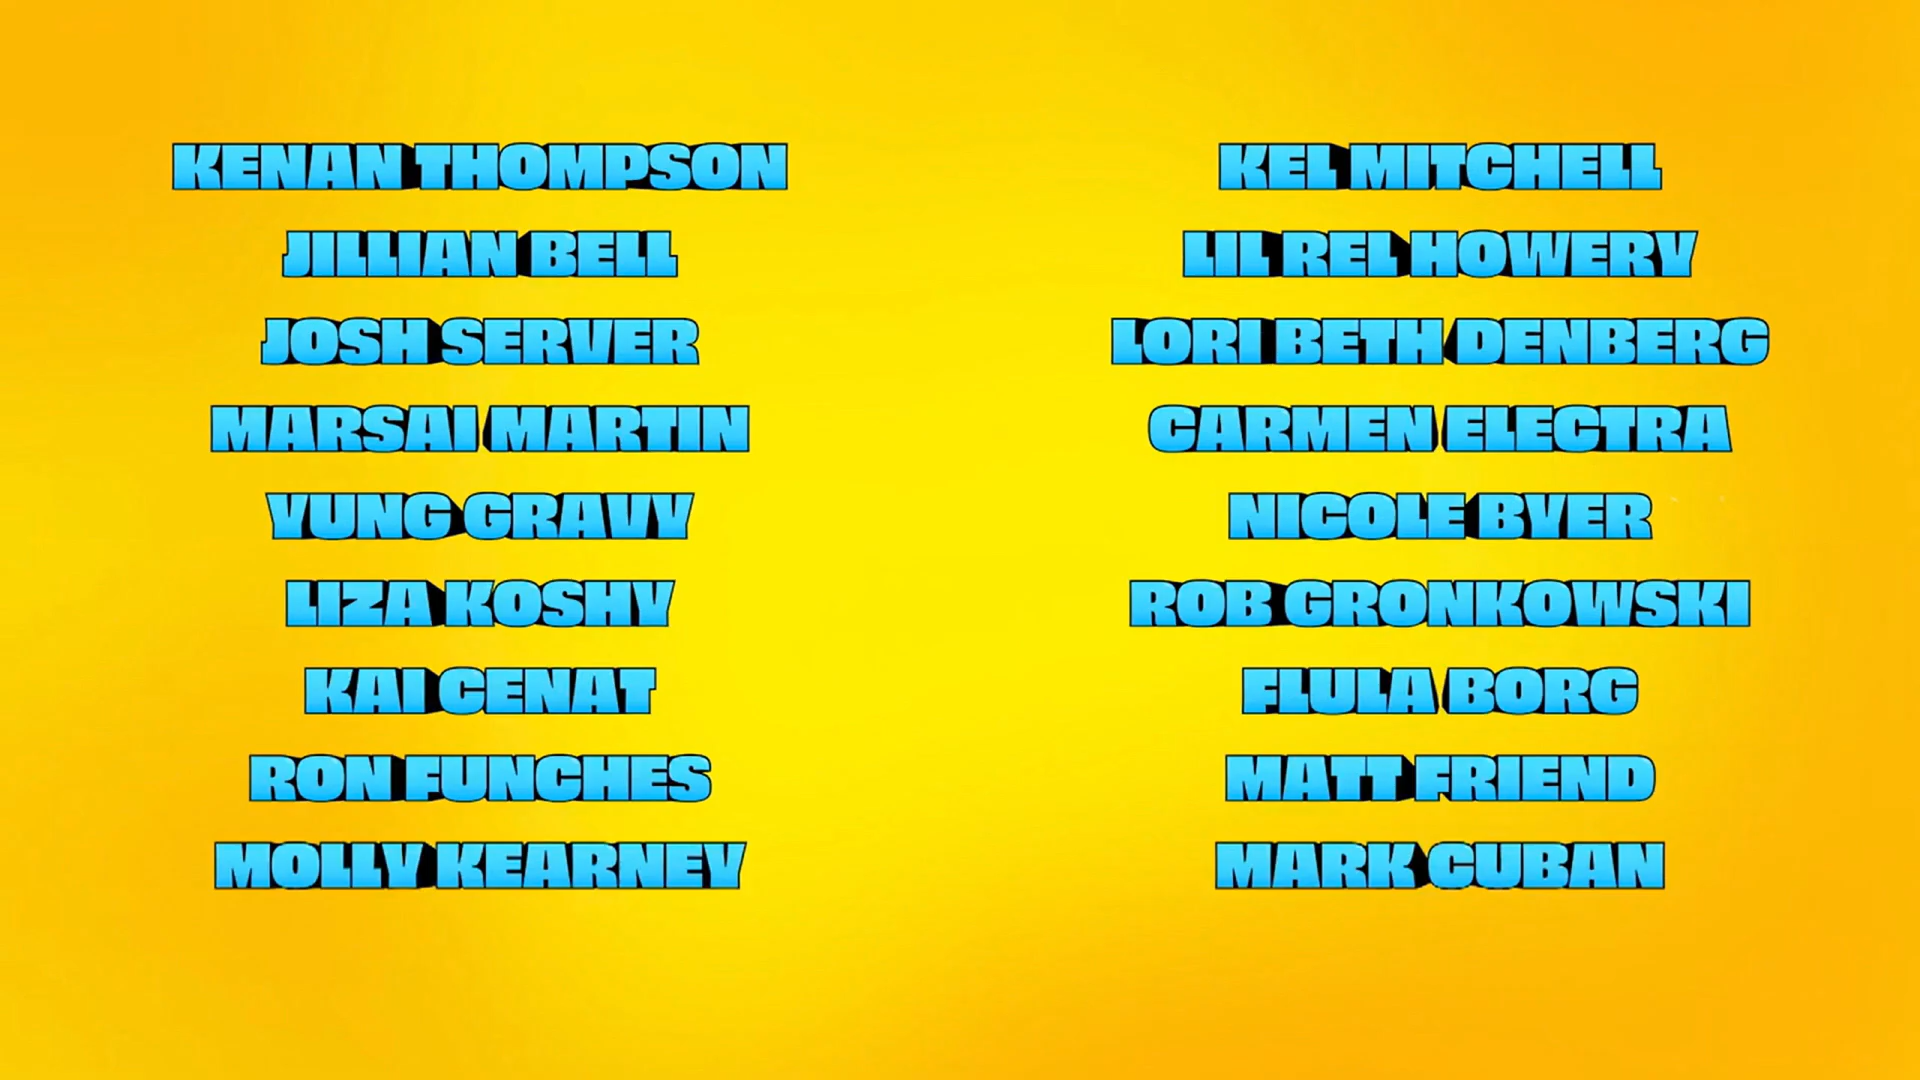 KENAN THOMPSON
KEL MITCHELL
JILLIAN BELL
LIL REL HOWERY
JOSH SERVER
LORI BETH DENBERG
MARSAI MARTIN
CARMEN ELECTRA
YUNG GRAVY
NICOLE BYER
LIZA KOSHY
ROB GRONKOWSKI
KAI CENAT
FLULA BORG
RON FUNCHES
MATT FRIEND
MOLLY KEARNEY
MARK CUBAN